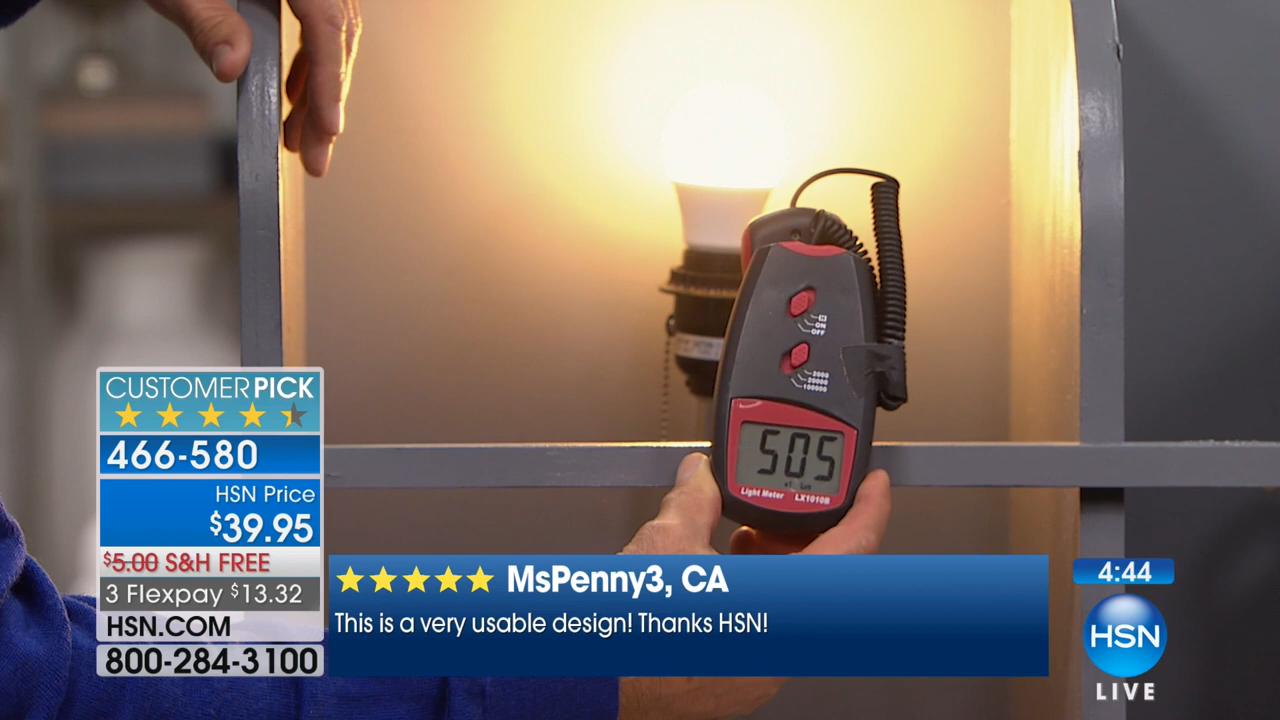 ON
OFF
2000
20000
100000
505
Light Meter LX1010B
CUSTOMER PICK
466-580
HSN Price
$39.95
$5.00 S&H FREE
3 Flexpay $13.32
HSN.COM
800-284-3100
MsPenny3, CA
This is a very usable design! Thanks HSN!
4:44
HSN
LIVE